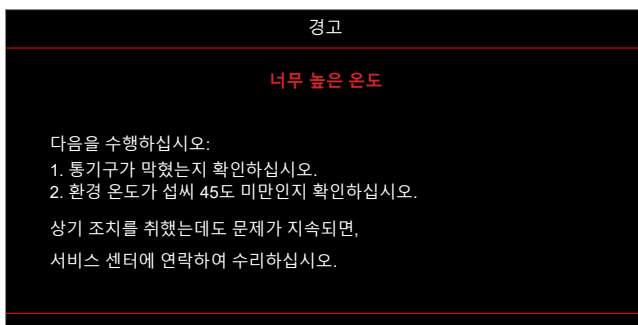 경고
너무 높은 온도
다음을 수행하십시오:
1. 통기구가 막혔는지 확인하십시오.
2. 환경 온도가 섭씨 45도 미만인지 확인하십시오.
상기 조치를 취했는데도 문제가 지속되면,
서비스 센터에 연락하여 수리하십시오.